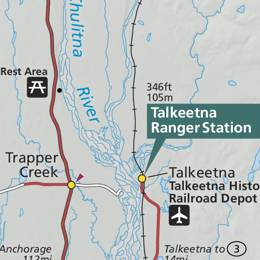 Chulitna
River
Rest Area
346ft
105m
Talkeetna
Ranger Station
Trapper
Creek
Talkeetna
Talkeetna Histo
Railroad Depot
Anchorage
112mi
Talkeetna to 3
14mi